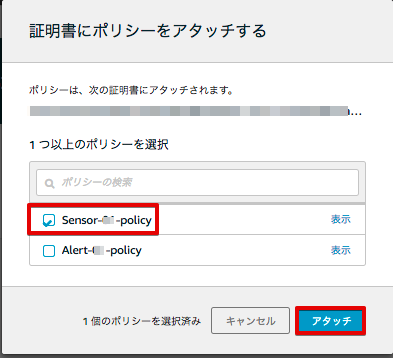 証明書にポリシーをアタッチする
ポリシーは、次の証明書にアタッチされます。
1 つ以上のポリシーを選択
ポリシーの検索
Sensor- -policy 表示
Alert- -policy 表示
1 個のポリシーを選択済み キャンセル アタッチ